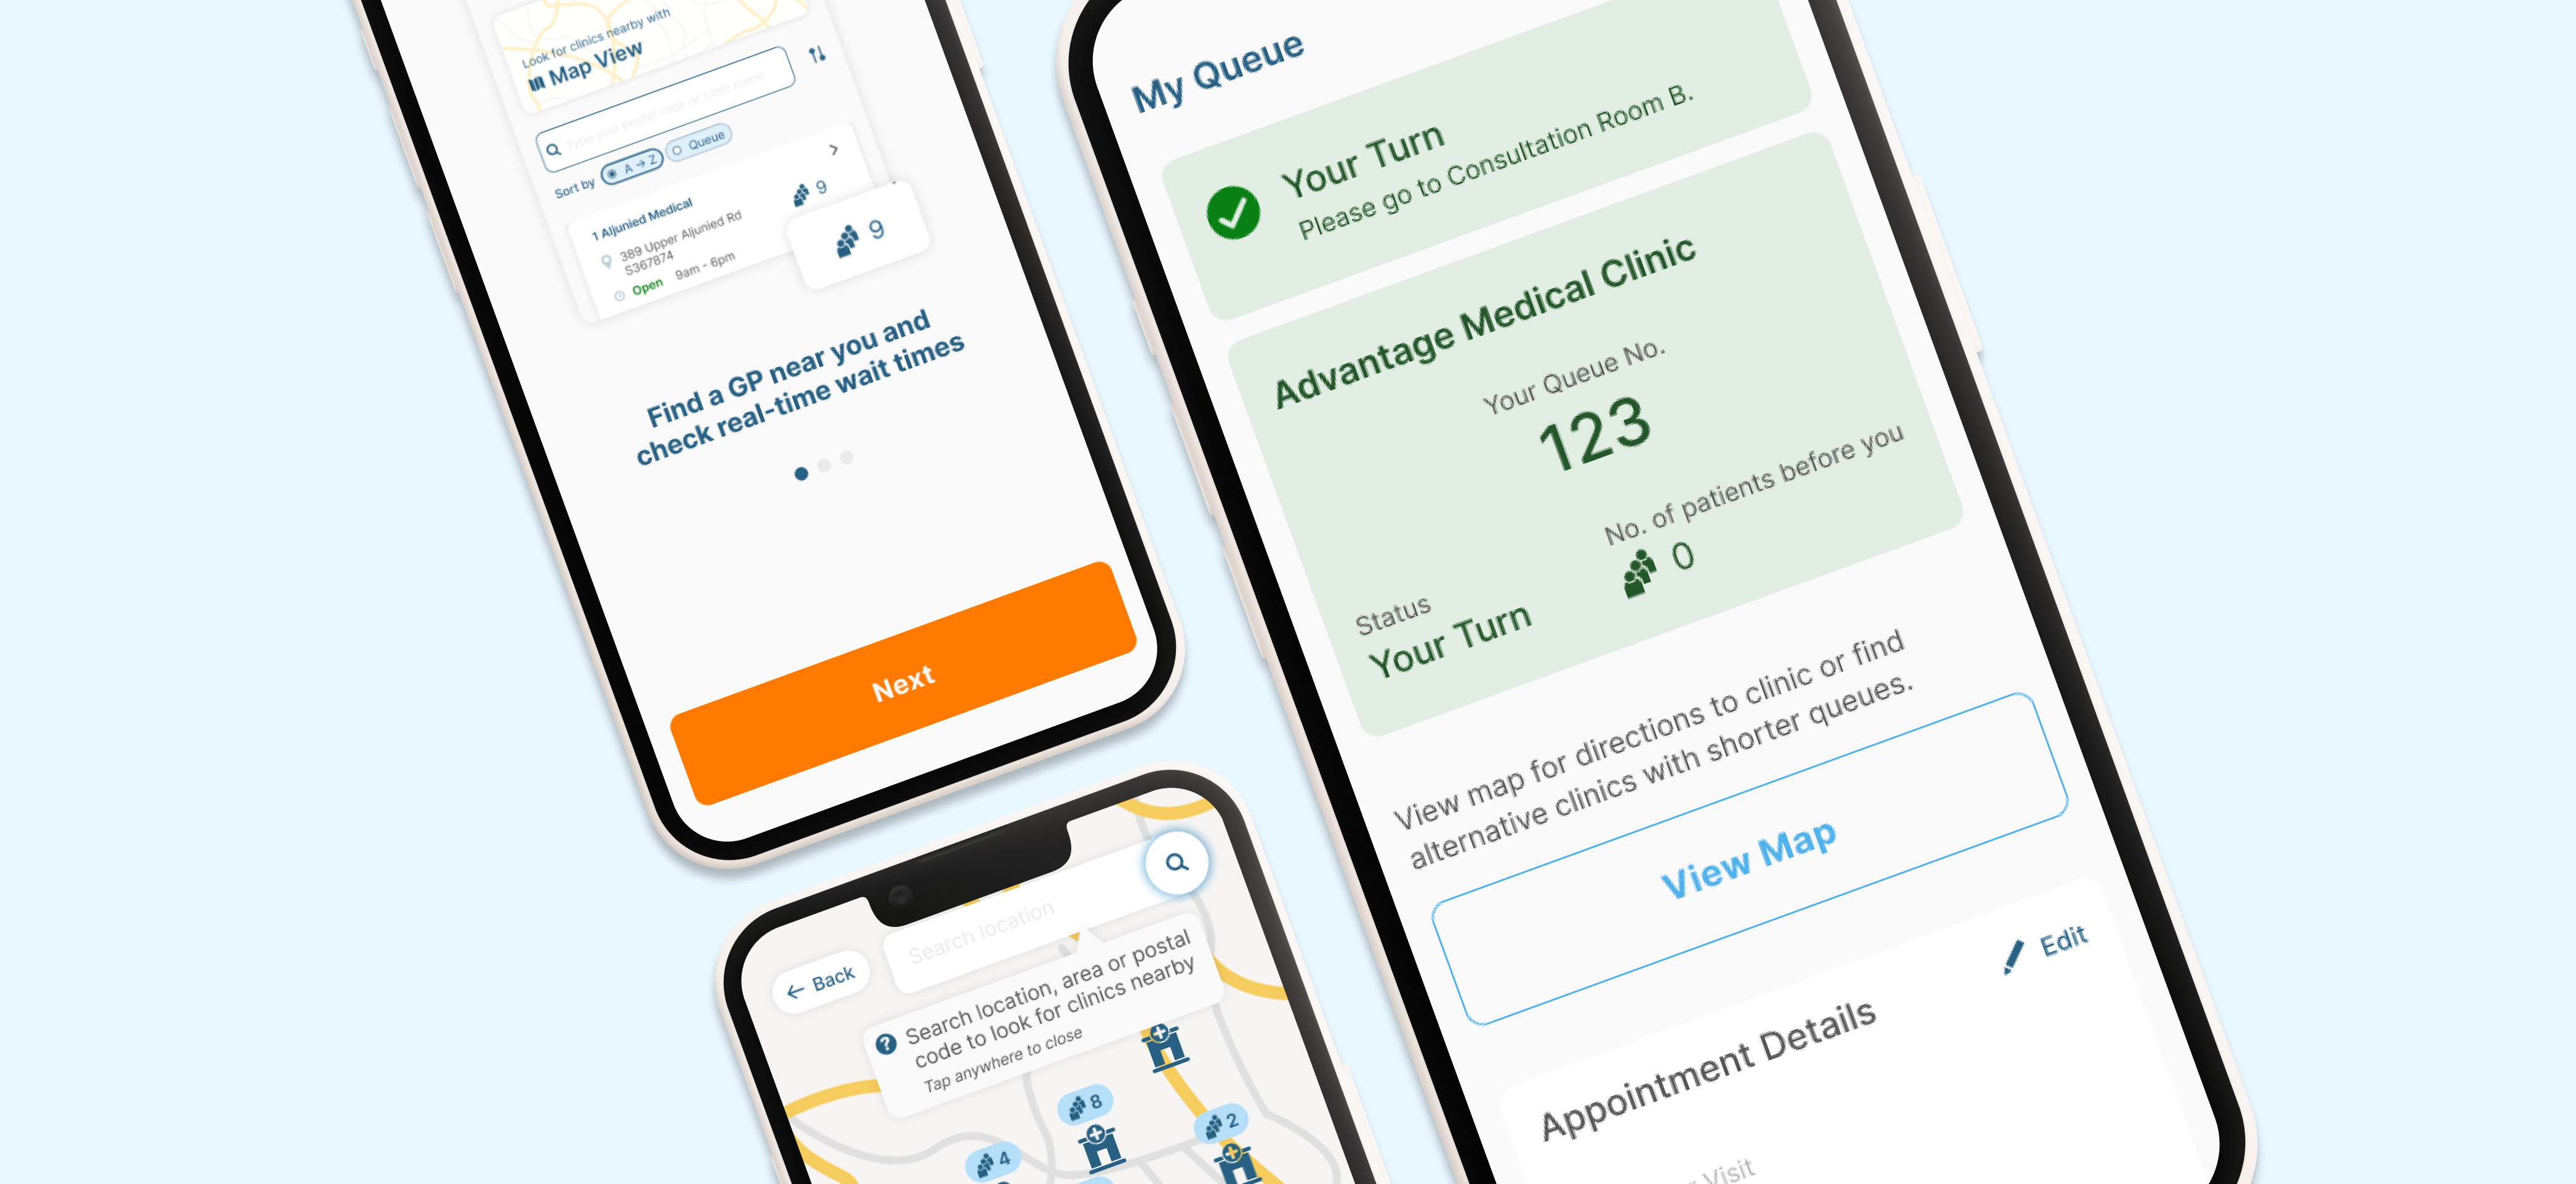 Look for clinics nearby with
Map View
Type your postal code or clinic name
Sort by
A → Z
Queue
1 Aljunied Medical
9
389 Upper Aljunied Rd
S367874
Open 9am - 6pm
9
Find a GP near you and
check real-time wait times
Next
Back
Search location
Search location, area or postal
code to look for clinics nearby
Tap anywhere to close
8
2
4
My Queue
Your Turn
Please go to Consultation Room B.
Advantage Medical Clinic
Your Queue No.
123
No. of patients before you
0
Status
Your Turn
View map for directions to clinic or find
alternative clinics with shorter queues.
View Map
Edit
Appointment Details
Visit